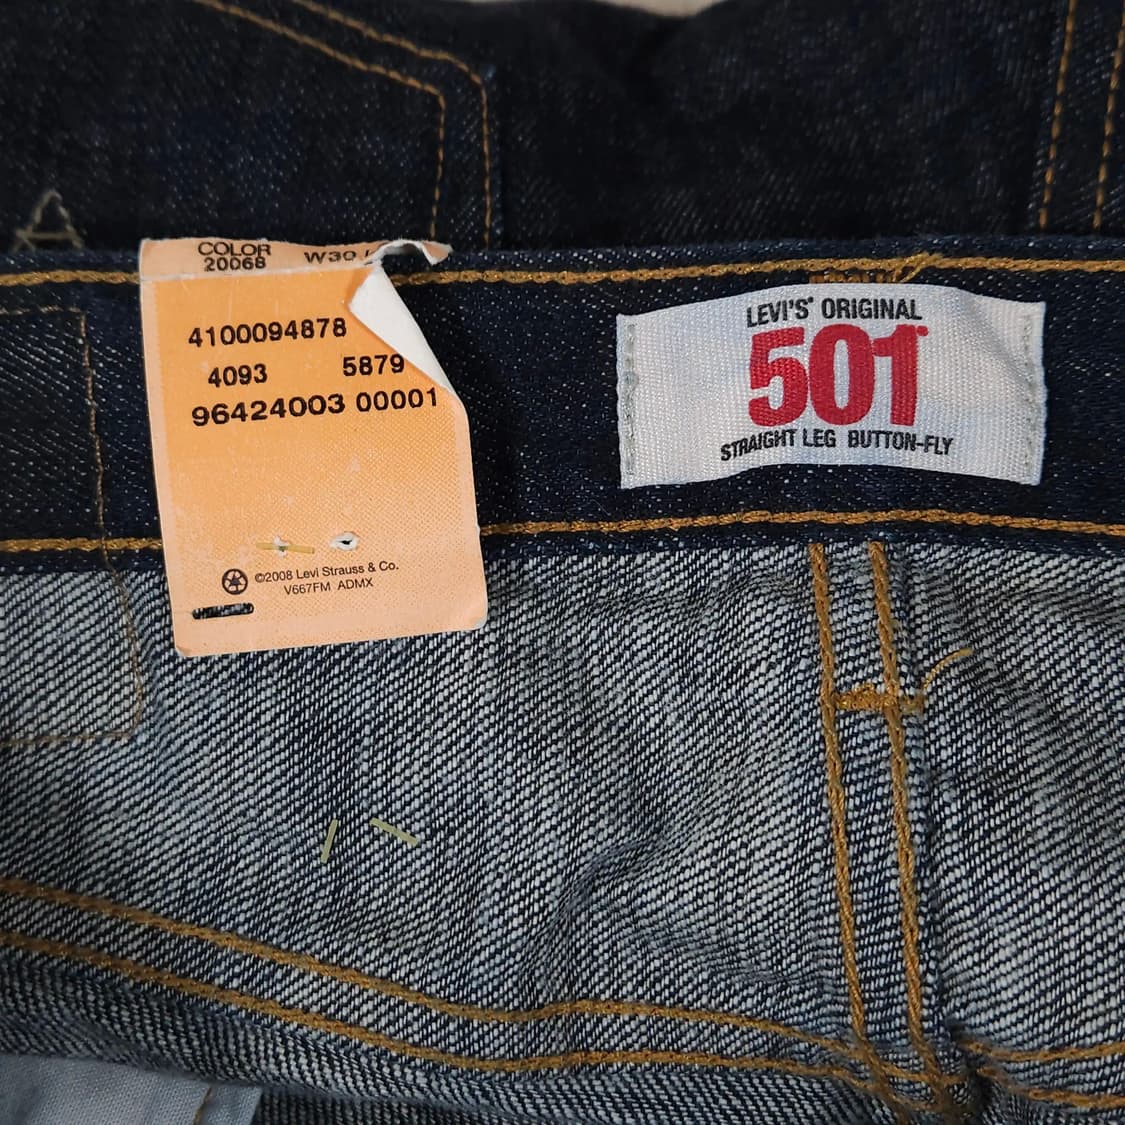 COLOR
20068
W30
4100094878
4093 5879
96424003 00001
©2008 Levi Strauss & Co.
V667FM ADMX
LEVI'S® ORIGINAL
501®
STRAIGHT LEG BUTTON-FLY